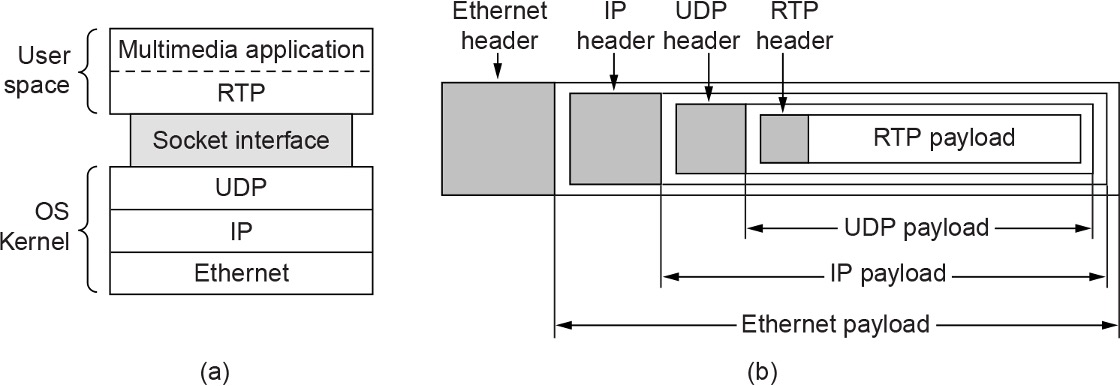 User
space
Multimedia application
RTP
Socket interface
OS
Kernel
UDP
IP
Ethernet
(a)
Ethernet
header
IP
header
UDP
header
RTP
header
RTP payload
UDP payload
IP payload
Ethernet payload
(b)